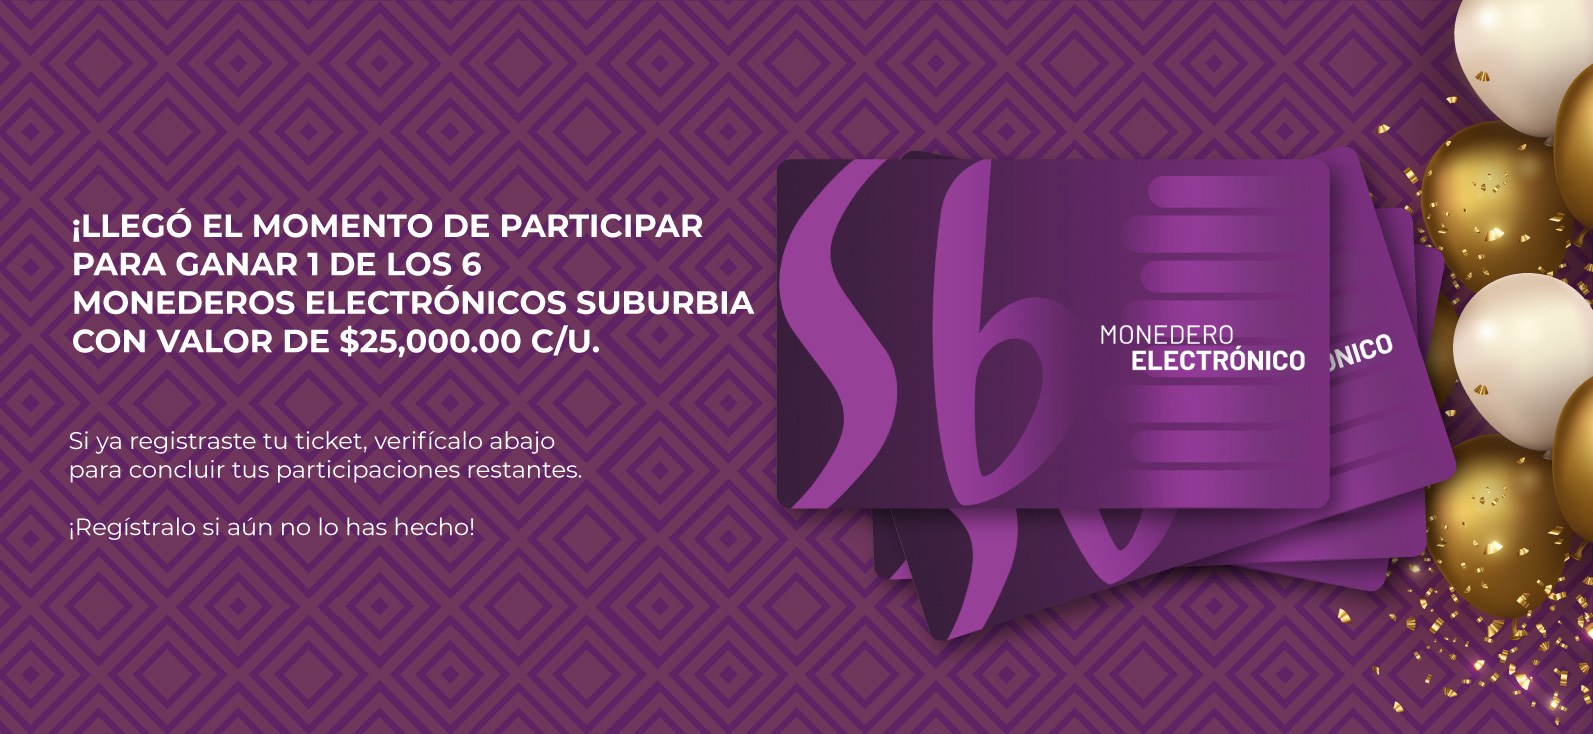 ¡LLEGÓ EL MOMENTO DE PARTICIPAR
PARA GANAR 1 DE LOS 6
MONEDEROS ELECTRÓNICOS SUBURBIA
CON VALOR DE $25,000.00 C/U.
Si ya registraste tu ticket, verifícalo abajo
para concluir tus participaciones restantes.
¡Regístralo si aún no lo has hecho!
Sb
MONEDERO
ELECTRÓNICO
ÓNICO